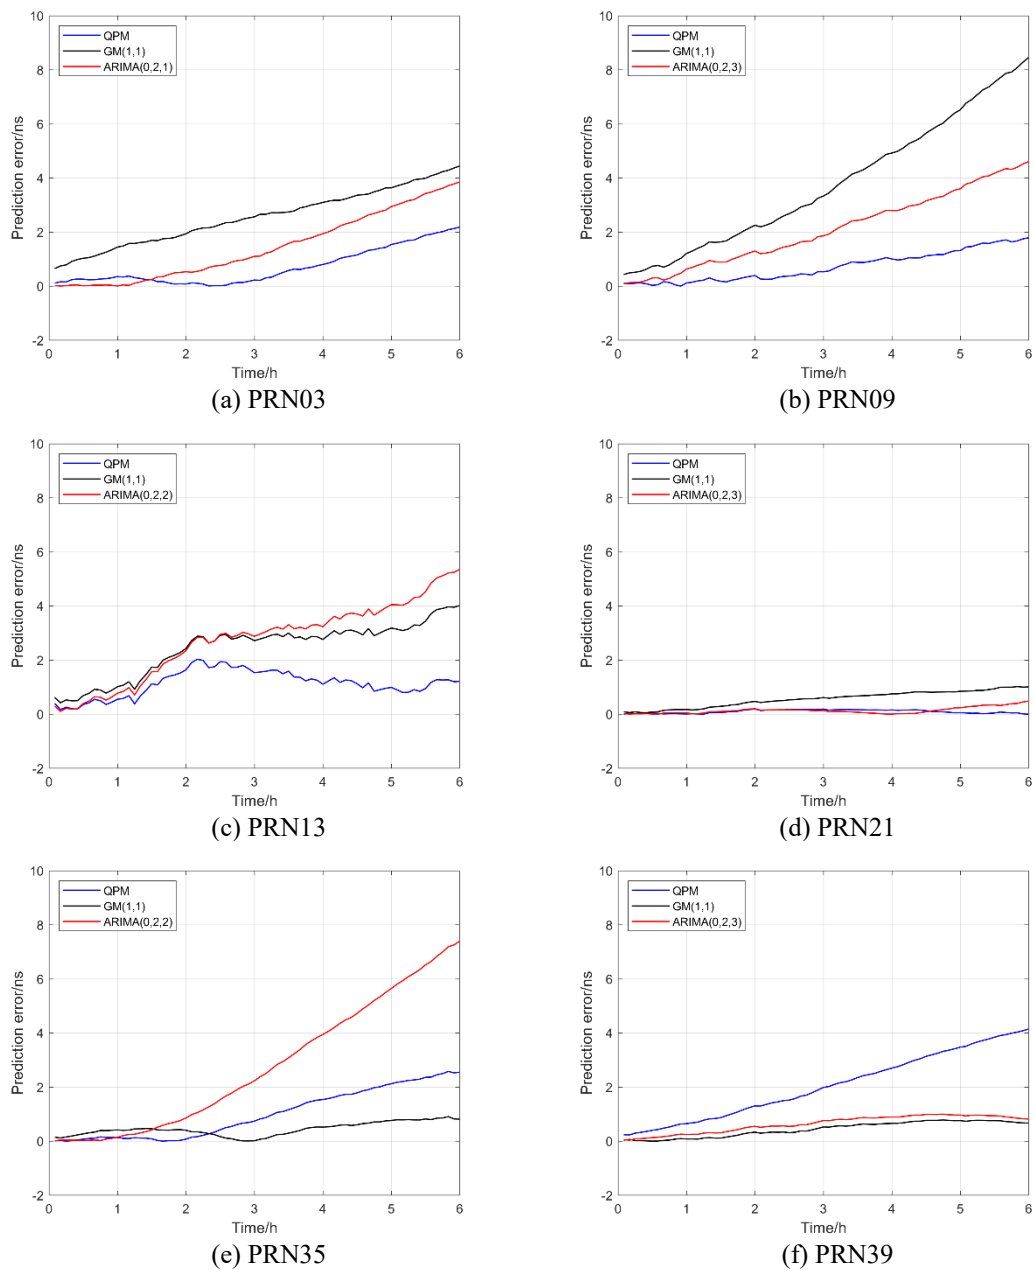 10
8
6
4
2
0
-2
Prediction error/ns
QPM
GM(1,1)
ARIMA(0,2,1)
0 1 2 3 4 5 6
Time/h
(a) PRN03
10
8
6
4
2
0
-2
Prediction error/ns
QPM
GM(1,1)
ARIMA(0,2,3)
0 1 2 3 4 5 6
Time/h
(b) PRN09
10
8
6
4
2
0
-2
Prediction error/ns
QPM
GM(1,1)
ARIMA(0,2,2)
0 1 2 3 4 5 6
Time/h
(c) PRN13
10
8
6
4
2
0
-2
Prediction error/ns
QPM
GM(1,1)
ARIMA(0,2,3)
0 1 2 3 4 5 6
Time/h
(d) PRN21
10
8
6
4
2
0
-2
Prediction error/ns
QPM
GM(1,1)
ARIMA(0,2,2)
0 1 2 3 4 5 6
Time/h
(e) PRN35
10
8
6
4
2
0
-2
Prediction error/ns
QPM
GM(1,1)
ARIMA(0,2,3)
0 1 2 3 4 5 6
Time/h
(f) PRN39